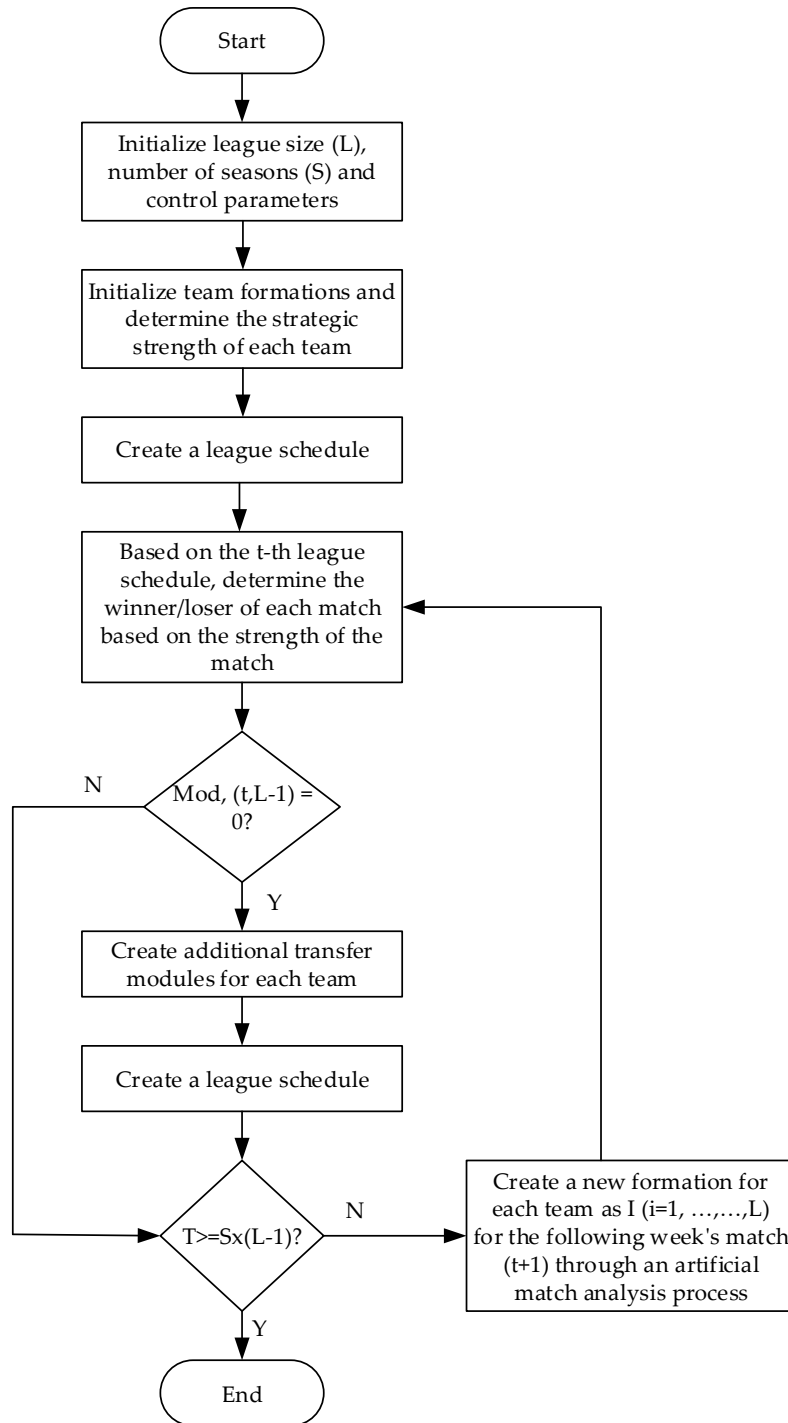 Start
Initialize league size (L),
number of seasons (S) and
control parameters
Initialize team formations and
determine the strategic
strength of each team
Create a league schedule
Based on the t-th league
schedule, determine the
winner/loser of each match
based on the strength of the
match
N
Mod, (t,L-1) =
0?
Y
Create additional transfer
modules for each team
Create a league schedule
T>=Sx(L-1)?
N
Create a new formation for
each team as I (i=1, …,…,L)
for the following week's match
(t+1) through an artificial
match analysis process
Y
End